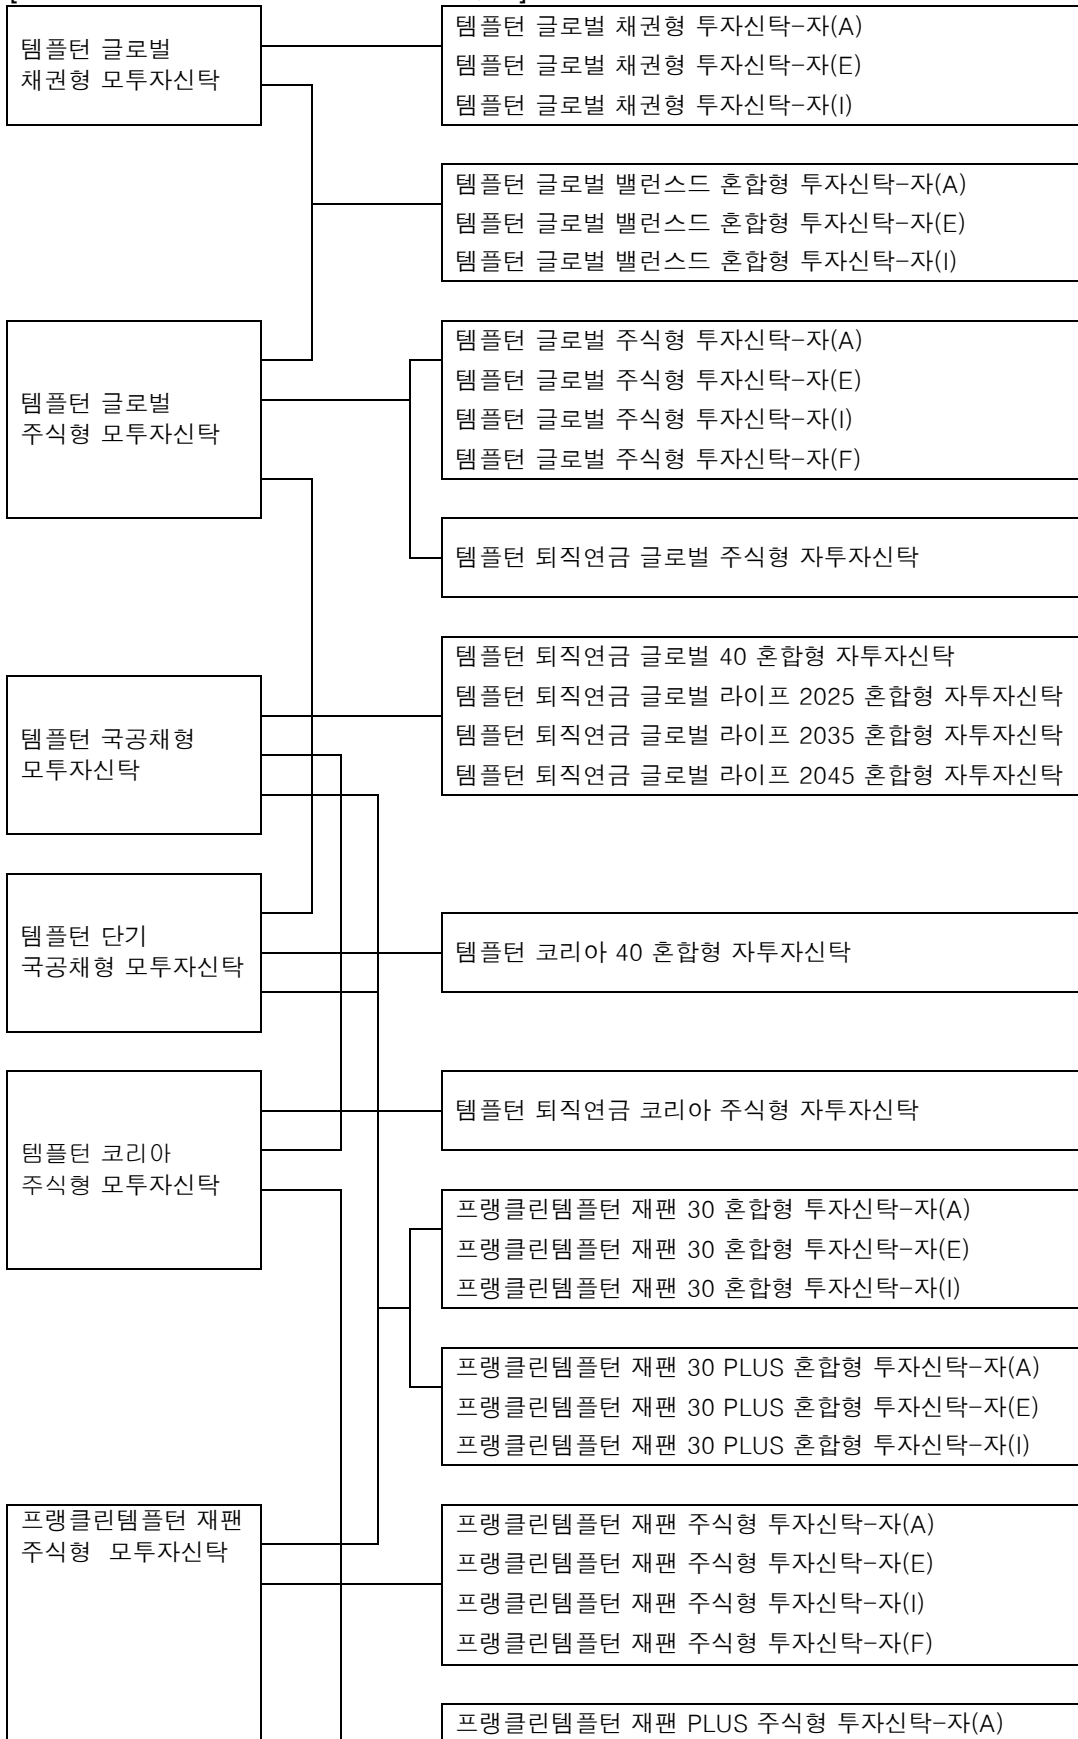 템플턴 글로벌
채권형 모투자신탁
템플턴 글로벌 채권형 투자신탁-자(A)
템플턴 글로벌 채권형 투자신탁-자(E)
템플턴 글로벌 채권형 투자신탁-자(I)
템플턴 글로벌 밸런스드 혼합형 투자신탁-자(A)
템플턴 글로벌 밸런스드 혼합형 투자신탁-자(E)
템플턴 글로벌 밸런스드 혼합형 투자신탁-자(I)
템플턴 글로벌
주식형 모투자신탁
템플턴 글로벌 주식형 투자신탁-자(A)
템플턴 글로벌 주식형 투자신탁-자(E)
템플턴 글로벌 주식형 투자신탁-자(I)
템플턴 글로벌 주식형 투자신탁-자(F)
템플턴 퇴직연금 글로벌 주식형 자투자신탁
템플턴 국공채형
모투자신탁
템플턴 퇴직연금 글로벌 40 혼합형 자투자신탁
템플턴 퇴직연금 글로벌 라이프 2025 혼합형 자투자신탁
템플턴 퇴직연금 글로벌 라이프 2035 혼합형 자투자신탁
템플턴 퇴직연금 글로벌 라이프 2045 혼합형 자투자신탁
템플턴 단기
국공채형 모투자신탁
템플턴 코리아 40 혼합형 자투자신탁
템플턴 코리아
주식형 모투자신탁
템플턴 퇴직연금 코리아 주식형 자투자신탁
프랭클린템플턴 재팬 30 혼합형 투자신탁-자(A)
프랭클린템플턴 재팬 30 혼합형 투자신탁-자(E)
프랭클린템플턴 재팬 30 혼합형 투자신탁-자(I)
프랭클린템플턴 재팬 30 PLUS 혼합형 투자신탁-자(A)
프랭클린템플턴 재팬 30 PLUS 혼합형 투자신탁-자(E)
프랭클린템플턴 재팬 30 PLUS 혼합형 투자신탁-자(I)
프랭클린템플턴 재팬
주식형 모투자신탁
프랭클린템플턴 재팬 주식형 투자신탁-자(A)
프랭클린템플턴 재팬 주식형 투자신탁-자(E)
프랭클린템플턴 재팬 주식형 투자신탁-자(I)
프랭클린템플턴 재팬 주식형 투자신탁-자(F)
프랭클린템플턴 재팬 PLUS 주식형 투자신탁-자(A)